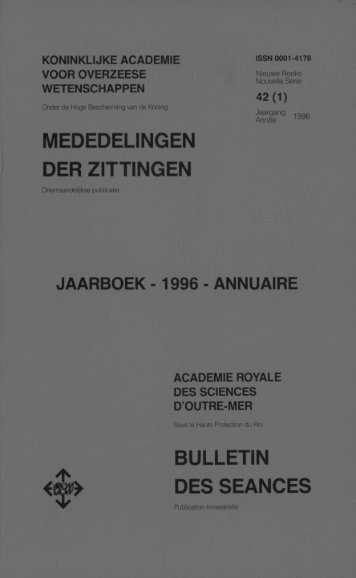 KONINKLIJKE ACADEMIE
VOOR OVERZEESE
WETENSCHAPPEN
Onder de Hoge Bescherming van de Koning
ISSN 0001-4176
Nieuwe Reeks
Nouvelle Série
42 (1)
Jaargang
Année
1996
MEDEDELINGEN
DER ZITTINGEN
Driemaandelijkse publicatie
JAARBOEK - 1996 - ANNUAIRE
ACADEMIE ROYALE
DES SCIENCES
D'OUTRE-MER
Sous la Haute Protection du Roi
BULLETIN
DES SEANCES
Publication trimestrielle